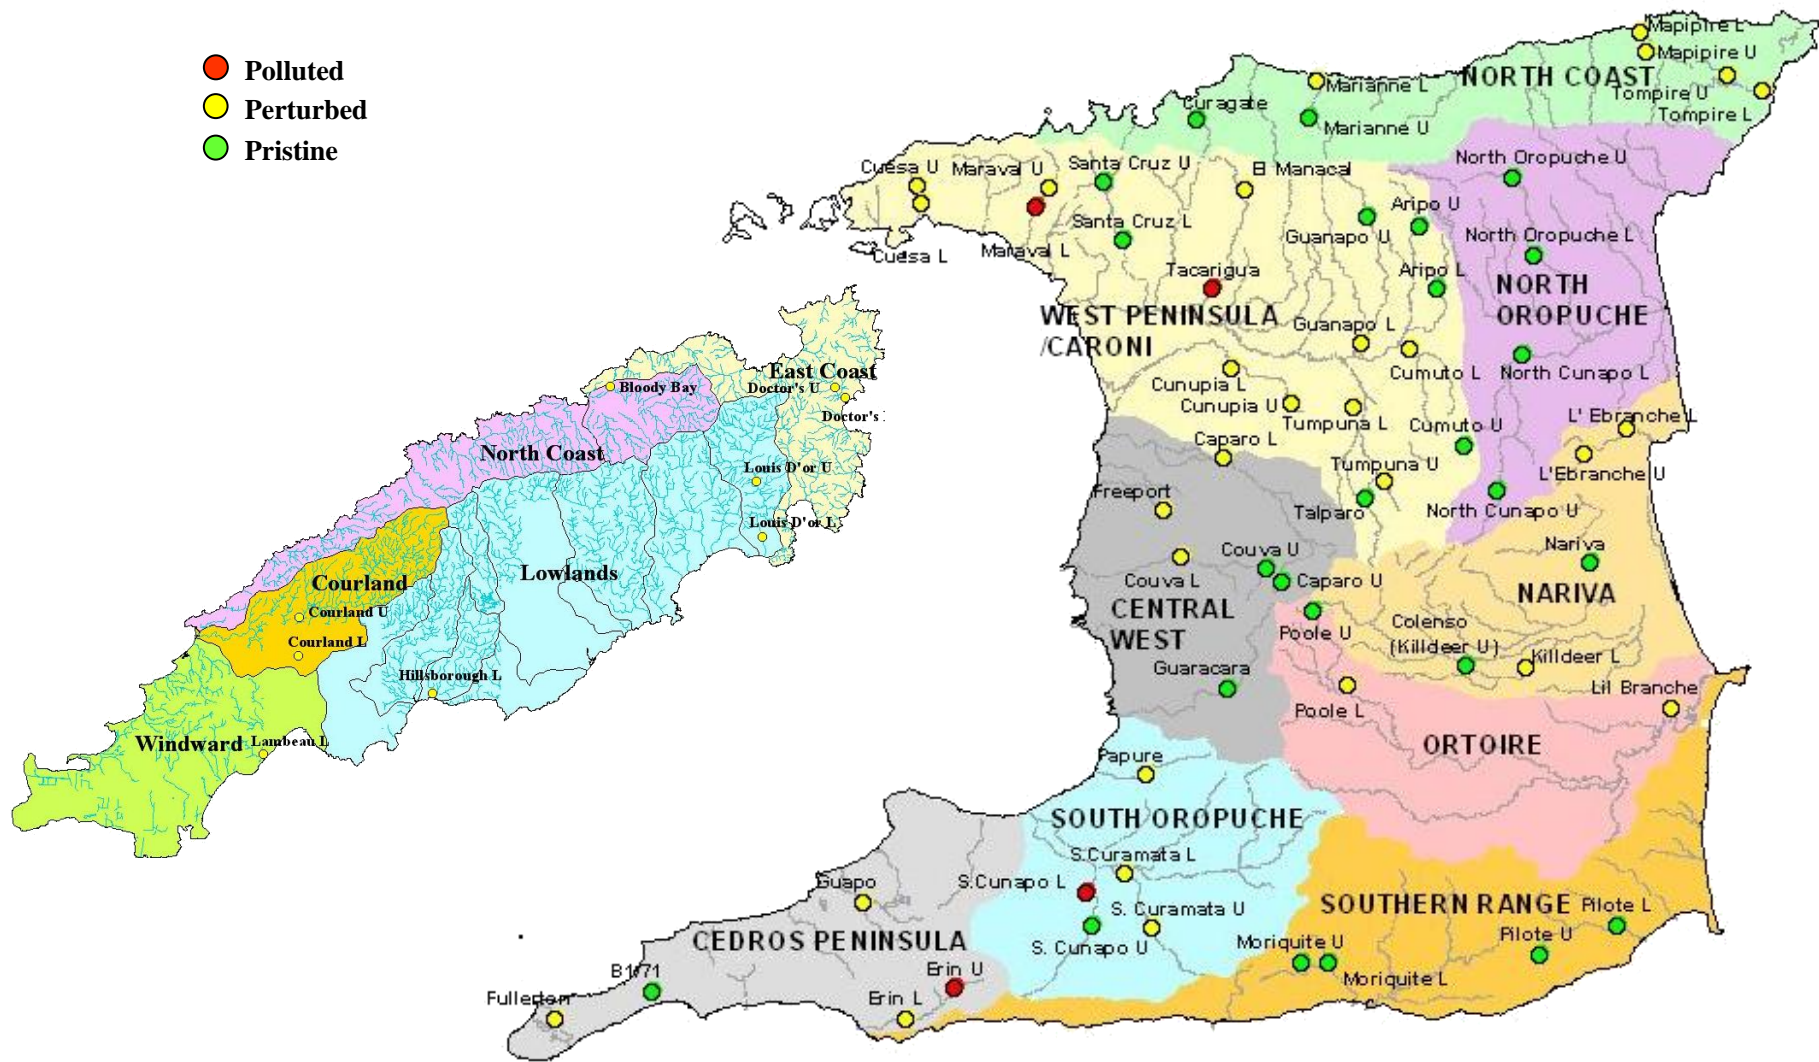 Polluted
Perturbed
Pristine
Mapipire L
Mapipire U
NORTH COAST
Marianne L
Tompire U
Curagate
Tompire L
Marianne U
North Oropuche U
Cuesa U
Maraval U
Santa Cruz U
El Manacal
Aripo U
Santa Cruz L
Guanapo U
North Oropuche L
Cuesa L
Maraval L
Tacarigua
Aripo L
NORTH
OROPUCHE
WEST PENINSULA
/CARONI
Guanapo L
Cumuto L
North Cunapo L
Cunupia L
Cunupia U
Tumpuna L
Cumuto U
L' Ebranche L
Caparo L
Tumpuna U
L'Ebranche U
Freeport
Talparo
North Cunapo U
Couva U
Nariva
Couva L
Caparo U
NARIVA
CENTRAL
WEST
Poole U
Colenso
(Killdeer U)
Killdeer L
Guaracara
Lil Branche
Poole L
ORTOIRE
Papure
SOUTH OROPUCHE
S.Curamata L
Guapo
S.Cunapo L
S. Curamata U
SOUTHERN RANGE
Pilote L
CEDROS PENINSULA
S. Cunapo U
Moriquite U
Pilote U
B1/71
Erin U
Moriquite L
Fullerton
Erin L
East Coast
Bloody Bay
Doctor's U
Doctor's
North Coast
Louis D'or U
Louis D'or L
Courland
Lowlands
Courland U
Courland L
Hillsborough L
Windward
Lambeau L